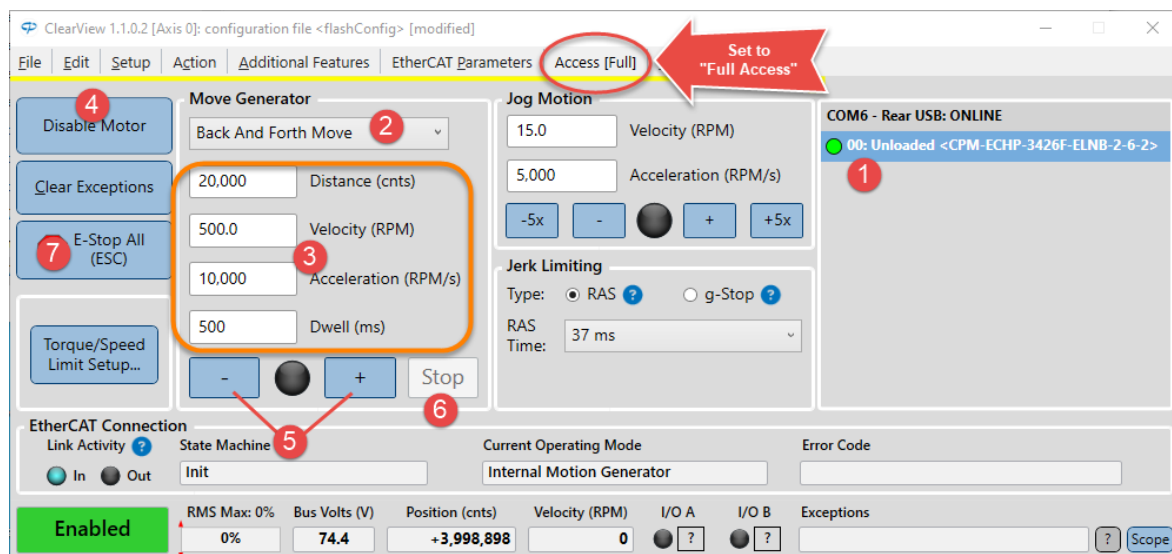 ClearView 1.1.0.2 [Axis 0]: configuration file <flashConfig> [modified]
File Edit Setup Action Additional Features EtherCAT Parameters Access [Full]
Set to
"Full Access"
4
Disable Motor
Clear Exceptions
7
E-Stop All
(ESC)
Torque/Speed
Limit Setup...
Move Generator
Back And Forth Move
2
20,000 Distance (cnts)
500.0 Velocity (RPM)
3
10,000 Acceleration (RPM/s)
500 Dwell (ms)
- + Stop
5
6
Jog Motion
15.0 Velocity (RPM)
5,000 Acceleration (RPM/s)
-5x - + +5x
Jerk Limiting
Type: RAS ? g-Stop ?
RAS
Time:
37 ms
COM6 - Rear USB: ONLINE
00: Unloaded <CPM-ECHP-3426F-ELNB-2-6-2>
1
EtherCAT Connection
Link Activity ? State Machine Current Operating Mode Error Code
In Out Init Internal Motion Generator
Enabled
RMS Max: 0% Bus Volts (V) Position (cnts) Velocity (RPM) I/O A I/O B Exceptions
0% 74.4 +3,998,898 0 ? ? ? Scope